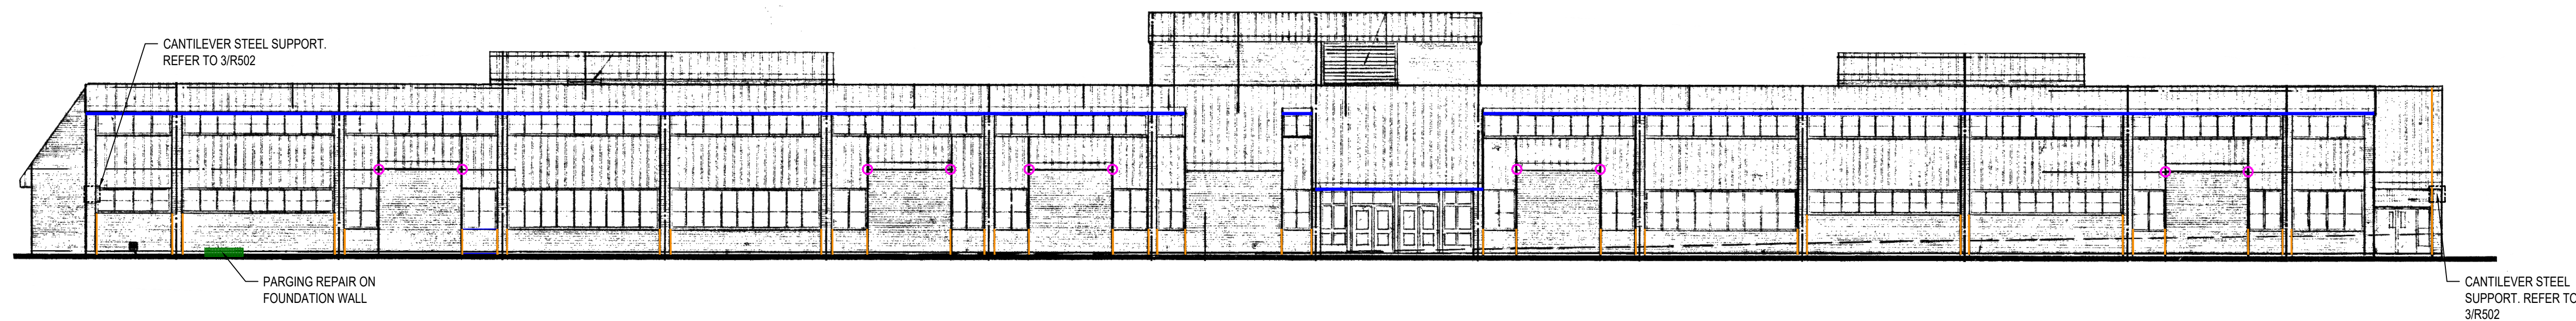 CANTILEVER STEEL SUPPORT.
REFER TO 3/R502
PARGING REPAIR ON
FOUNDATION WALL
CANTILEVER STEEL
SUPPORT. REFER TO
3/R502